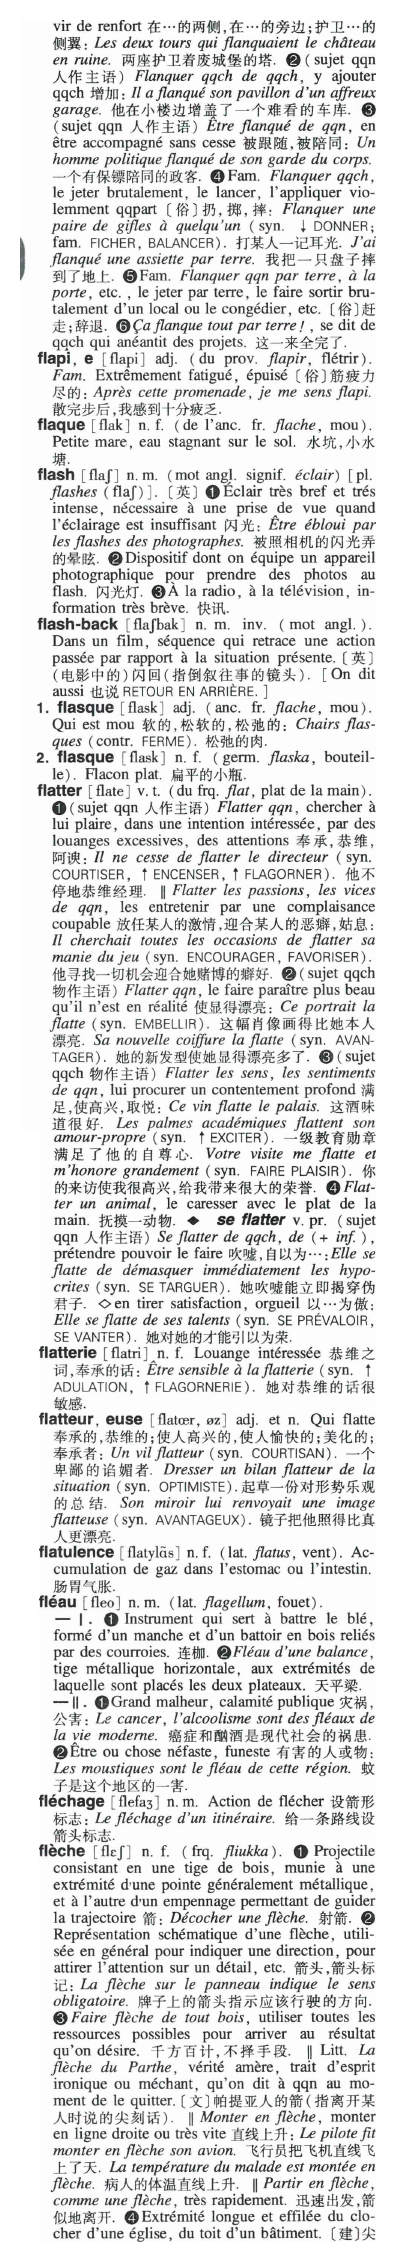 vir de renfort 在…的两侧,在…的旁边;护卫…的
侧翼: Les deux tours qui flanquaient le château
en ruine. 两座护卫着废城堡的塔. ❷ (sujet qqn
人作主语) Flanquer qqch de qqch, y ajouter
qqch 增加: Il a flanqué son pavillon d'un affreux
garage. 他在小楼边增盖了一个难看的车库. ❸
(sujet qqn 人作主语) Être flanqué de qqn, en
être accompagné sans cesse 被跟随,被陪同: Un
homme politique flanqué de son garde du corps.
一个有保镖陪同的政客. ❹ Fam. Flanquer qqch,
le jeter brutalement, le lancer, l'appliquer vio-
lemment qqpart〔俗〕扔,掷,摔: Flanquer une
paire de gifles à quelqu'un (syn. ↓ DONNER;
fam. FICHER, BALANCER). 打某人一记耳光. J'ai
flanqué une assiette par terre. 我把一只盘子摔
到了地上. ❺ Fam. Flanquer qqn par terre, à la
porte, etc. , le jeter par terre, le faire sortir bru-
talement d'un local ou le congédier, etc.〔俗〕赶
走;辞退. ❻ Ça flanque tout par terre! , se dit de
qqch qui anéantit des projets. 这一来全完了.
flapi, e [flapi] adj. (du prov. flapir, flétrir).
Fam. Extrêmement fatigué, épuisé〔俗〕筋疲力
尽的: Après cette promenade, je me sens flapi.
散完步后,我感到十分疲乏.
flaque [flak] n. f. (de l'anc. fr. flache, mou).
Petite mare, eau stagnant sur le sol. 水坑,小水
塘.
flash [flaʃ] n. m. (mot angl. signif. éclair) [pl.
flashes (flaʃ)].〔英〕❶ Éclair très bref et trés
intense, nécessaire à une prise de vue quand
l'éclairage est insuffisant 闪光: Être ébloui par
les flashes des photographes. 被照相机的闪光弄
的晕眩. ❷ Dispositif dont on équipe un appareil
photographique pour prendre des photos au
flash. 闪光灯. ❸ À la radio, à la télévision, in-
formation très brève. 快讯.
flash-back [flaʃbak] n. m. inv. (mot angl.).
Dans un film, séquence qui retrace une action
passée par rapport à la situation présente.〔英〕
(电影中的)闪回(指倒叙往事的镜头). [On dit
aussi 也说 RETOUR EN ARRIÈRE. ]
1. flasque [flask] adj. (anc. fr. flache, mou).
Qui est mou 软的,松软的,松弛的: Chairs flas-
ques (contr. FERME). 松弛的肉.
2. flasque [flask] n. f. (germ. flaska, bouteil-
le). Flacon plat. 扁平的小瓶.
flatter [flate] v. t. (du frq. flat, plat de la main).
❶ (sujet qqn 人作主语) Flatter qqn, chercher à
lui plaire, dans une intention intéressée, par des
louanges excessives, des attentions 奉承,恭维,
阿谀: Il ne cesse de flatter le directeur (syn.
COURTISER, ↑ ENCENSER, ↑ FLAGORNER). 他不
停地恭维经理. ‖ Flatter les passions, les vices
de qqn, les entretenir par une complaisance
coupable 放任某人的激情,迎合某人的恶癖,姑息:
Il cherchait toutes les occasions de flatter sa
manie du jeu (syn. ENCOURAGER, FAVORISER).
他寻找一切机会迎合她赌博的癖好. ❷ (sujet qqch
物作主语) Flatter qqn, le faire paraître plus beau
qu'il n'est en réalité 使显得漂亮: Ce portrait la
flatte (syn. EMBELLIR). 这幅肖像画得比她本人
漂亮. Sa nouvelle coiffure la flatte (syn. AVAN-
TAGER). 她的新发型使她显得漂亮多了. ❸ (sujet
qqch 物作主语) Flatter les sens, les sentiments
de qqn, lui procurer un contentement profond 满
足,使高兴,取悦: Ce vin flatte le palais. 这酒味
道很好. Les palmes académiques flattent son
amour-propre (syn. ↑ EXCITER). 一级教育勋章
满足了他的自尊心. Votre visite me flatte et
m'honore grandement (syn. FAIRE PLAISIR). 你
的来访使我很高兴,给我带来很大的荣誉. ❹ Flat-
ter un animal, le caresser avec le plat de la
main. 抚摸一动物. ◆ se flatter v. pr. (sujet
qqn 人作主语) Se flatter de qqch, de (+ inf.),
prétendre pouvoir le faire 吹嘘,自以为…: Elle se
flatte de démasquer immédiatement les hypo-
crites (syn. SE TARGUER). 她吹嘘能立即揭穿伪
君子. ◇ en tirer satisfaction, orgueil 以…为傲:
Elle se flatte de ses talents (syn. SE PRÉVALOIR,
SE VANTER). 她对她的才能引以为荣.
flatterie [flatri] n. f. Louange intéressée 恭维之
词,奉承的话: Être sensible à la flatterie (syn. ↑
ADULATION, ↑ FLAGORNERIE). 她对恭维的话很
敏感.
flatteur, euse [flatœr, øz] adj. et n. Qui flatte
奉承的,恭维的;使人高兴的,使人愉快的;美化的;
奉承者: Un vil flatteur (syn. COURTISAN). 一个
卑鄙的谄媚者. Dresser un bilan flatteur de la
situation (syn. OPTIMISTE). 起草一份对形势乐观
的总结. Son miroir lui renvoyait une image
flatteuse (syn. AVANTAGEUX). 镜子把他照得比真
人更漂亮.
flatulence [flatylɑ̃s] n. f. (lat. flatus, vent). Ac-
cumulation de gaz dans l'estomac ou l'intestin.
肠胃气胀.
fléau [fleo] n. m. (lat. flagellum, fouet).
— Ⅰ. ❶ Instrument qui sert à battre le blé,
formé d'un manche et d'un battoir en bois reliés
par des courroies. 连枷. ❷ Fléau d'une balance,
tige métallique horizontale, aux extrémités de
laquelle sont placés les deux plateaux. 天平梁.
— Ⅱ. ❶ Grand malheur, calamité publique 灾祸,
公害: Le cancer, l'alcoolisme sont des fléaux de
la vie moderne. 癌症和酗酒是现代社会的祸患.
❷ Être ou chose néfaste, funeste 有害的人或物:
Les moustiques sont le fléau de cette région. 蚊
子是这个地区的一害.
fléchage [flefaʒ] n. m. Action de flécher 设箭形
标志: Le fléchage d'un itinéraire. 给一条路线设
箭头标志.
flèche [flɛʃ] n. f. (frq. fliukka). ❶ Projectile
consistant en une tige de bois, munie à une
extrémité d'une pointe généralement métallique,
et à l'autre d'un empennage permettant de guider
la trajectoire 箭: Décocher une flèche. 射箭. ❷
Représentation schématique d'une flèche, utili-
sée en général pour indiquer une direction, pour
attirer l'attention sur un détail, etc. 箭头,箭头标
记: La flèche sur le panneau indique le sens
obligatoire. 牌子上的箭头指示应该行驶的方向.
❸ Faire flèche de tout bois, utiliser toutes les
ressources possibles pour arriver au résultat
qu'on désire. 千方百计,不择手段. ‖ Litt. La
flèche du Parthe, vérité amère, trait d'esprit
ironique ou méchant, qu'on dit à qqn au mo-
ment de le quitter.〔文〕帕提亚人的箭(指离开某
人时说的尖刻话). ‖ Monter en flèche, monter
en ligne droite ou très vite 直线上升: Le pilote fit
monter en flèche son avion. 飞行员把飞机直线飞
上了天. La température du malade est montée en
flèche. 病人的体温直线上升. ‖ Partir en flèche,
comme une flèche, très rapidement. 迅速出发,箭
似地离开. ❹ Extrémité longue et effilée du clo-
cher d'une église, du toit d'un bâtiment.〔建〕尖